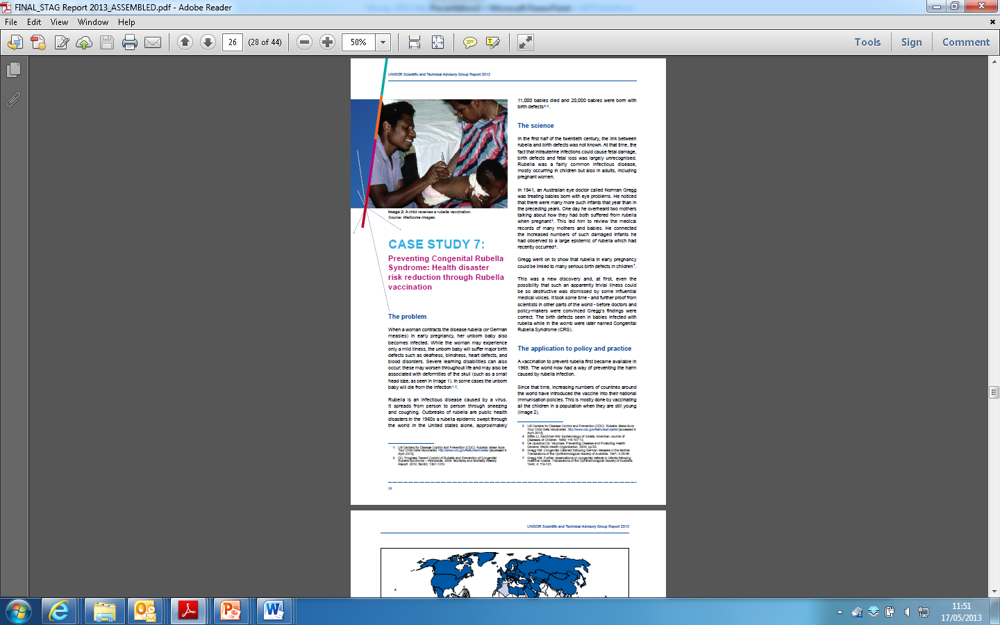 FINAL_STAG Report 2013_ASSEMBLED.pdf - Adobe Reader
File Edit View Window Help
26 (28 of 44) 50% Tools Sign Comment
UNISDR Scientific and Technical Advisory Group Report 2013
Image 2: A child receives a rubella vaccination.
Source: Wellcome Images.
CASE STUDY 7:
Preventing Congenital Rubella
Syndrome: Health disaster
risk reduction through Rubella
vaccination
The problem
When a woman contracts the disease rubella (or German
measles) in early pregnancy, her unborn baby also
becomes infected. While the woman may experience
only a mild illness, the unborn baby will suffer major birth
defects such as deafness, blindness, heart defects, and
blood disorders. Severe learning disabilities can also
occur; these may worsen throughout life and may also be
associated with deformities of the skull (such as a small
head size, as seen in Image 1). In some cases the unborn
baby will die from the infection 1, 2.
Rubella is an infectious disease caused by a virus.
It spreads from person to person through sneezing
and coughing. Outbreaks of rubella are public health
disasters:in the 1960s a rubella epidemic swept through
the world in the United states alone, approximately
1 US Centers for Disease Control and Prevention (CDC). Rubella: Make Sure
Your Child Gets Vaccinated. http://www.cdc.gov/features/rubella/ [accessed 9
April 2013].
2 DC. Progress Toward Control of Rubella and Prevention of Congenital
Rubella Syndrome – Worldwide, 2009. Morbidity and Mortality Weekly
Report. 2010; 59(40): 1307-1310.
11,000 babies died and 20,000 babies were born with
birth defects3, 4.
The science
In the first half of the twentieth century, the link between
rubella and birth defects was not known. At that time, the
fact that intrauterine infections could cause fetal damage,
birth defects and fetal loss was largely unrecognised.
Rubella was a fairly common infectious disease,
mostly occurring in children but also in adults, including
pregnant women.
In 1941, an Australian eye doctor called Norman Gregg
was treating babies born with eye problems. He noticed
that there were many more such infants that year than in
the preceding years. One day he overheard two mothers
talking about how they had both suffered from rubella
when pregnant5. This led him to review the medical
records of many mothers and babies. He connected
the increased numbers of such damaged infants he
had observed to a large epidemic of rubella which had
recently occurred6.
Gregg went on to show that rubella in early pregnancy
could be linked to many serious birth defects in children7.
This was a new discovery and, at first, even the
possibility that such an apparently trivial illness could
be so destructive was dismissed by some influential
medical voices. It took some time - and further proof from
scientists in other parts of the world - before doctors and
policy-makers were convinced Gregg's findings were
correct. The birth defects seen in babies infected with
rubella while in the womb were later named Congenital
Rubella Syndrome (CRS).
The application to policy and practice
A vaccination to prevent rubella first became available in
1969. The world now had a way of preventing the harm
caused by rubella infection.
Since that time, increasing numbers of countries around
the world have introduced the vaccine into their national
immunisation policies. This is mostly done by vaccinating
all the children in a population when they are still young
(Image 2).
3 US Centers for Disease Control and Prevention (CDC). Rubella: Make Sure
Your Child Gets Vaccinated. http://www.cdc.gov/features/rubella/ [accessed 9
April 2013].
4 Witte JJ, Karchmer AW. Epidemiology of rubella. American Journal of
Diseases of Children. 1969; 118:107-12.
5 De Quadros CA. Vaccines: Preventing Disease and Protecting Health.
Geneva: World Health Organization, 2004; pp.53.
6 Gregg NM. Congenital Cataract following German Measles in the Mother.
Transactions of the Ophthalmological Society of Australia. 1941; 3:35-46.
7 Gregg NM. Further observations on congenital defects in infants following
maternal rubella. Transactions of the Ophthalmological Society of Australia.
1944; 4: 119-131.
26
UNISDR Scientific and Technical Advisory Group Report 2013
11:51
17/05/2013